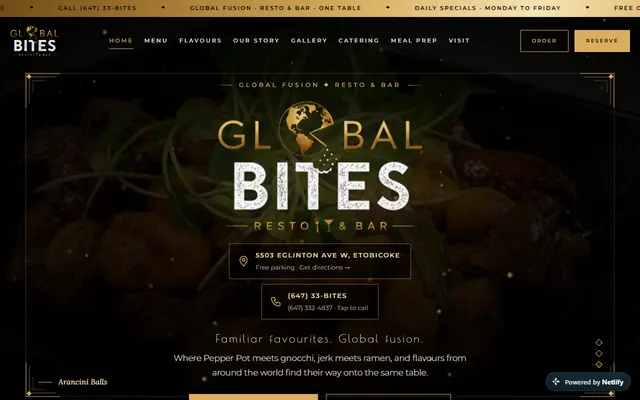 CALL (647) 33-BITES ◆ GLOBAL FUSION · RESTO & BAR · ONE TABLE ◆ DAILY SPECIALS · MONDAY TO FRIDAY ◆ FREE
GLOBAL
BITES
HOME MENU FLAVOURS OUR STORY GALLERY CATERING MEAL PREP VISIT
ORDER RESERVE
GLOBAL FUSION ◆ RESTO & BAR
GLOBAL
BITES
RESTO & BAR
5503 EGLINTON AVE W, ETOBICOKE
Free parking · Get directions →
(647) 33-BITES
(647) 332-4837 · Tap to call
Familiar favourites. Global fusion.
Where Pepper Pot meets gnocchi, jerk meets ramen, and flavours from
around the world find their way onto the same table.
Arancini Balls
Powered by Netlify